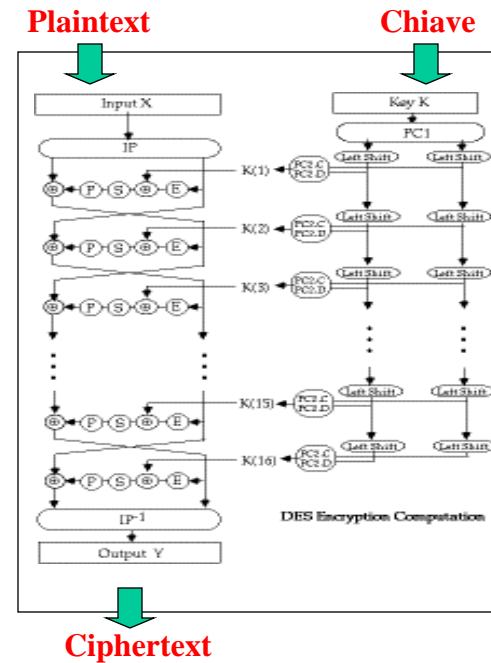 Plaintext Chiave
Input X Key K
IP PC1
Left Shift Left Shift
⊕ P S ⊕ E K(1) PC2.C
PC2.D
Left Shift Left Shift
⊕ P S ⊕ E K(2) PC2.C
PC2.D
Left Shift Left Shift
⊕ P S ⊕ E K(3) PC2.C
PC2.D
Left Shift Left Shift
⊕ P S ⊕ E K(15) PC2.C
PC2.D
Left Shift Left Shift
⊕ P S ⊕ E K(16) PC2.C
PC2.D
IP-1 DES Encryption Computation
Output Y
Ciphertext